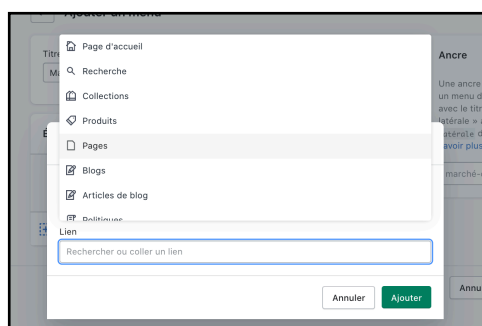 Ajouter un menu
Titre
Page d'accueil
Recherche
Collections
Produits
Pages
Blogs
Articles de blog
Politiques
Lien
Rechercher ou coller un lien
Annuler
Ajouter
Ancre
Une ancre
un menu d
avec le titr
latérale »
latérale d
avoir plus
marché-
Annu